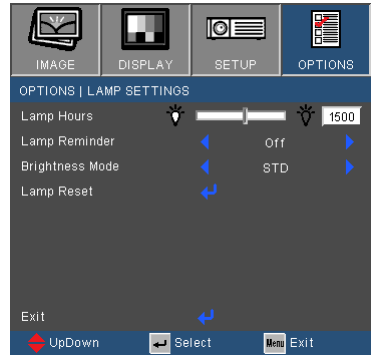 IMAGE DISPLAY SETUP OPTIONS
OPTIONS | LAMP SETTINGS
Lamp Hours 1500
Lamp Reminder Off
Brightness Mode STD
Lamp Reset
Exit
UpDown Select Menu Exit